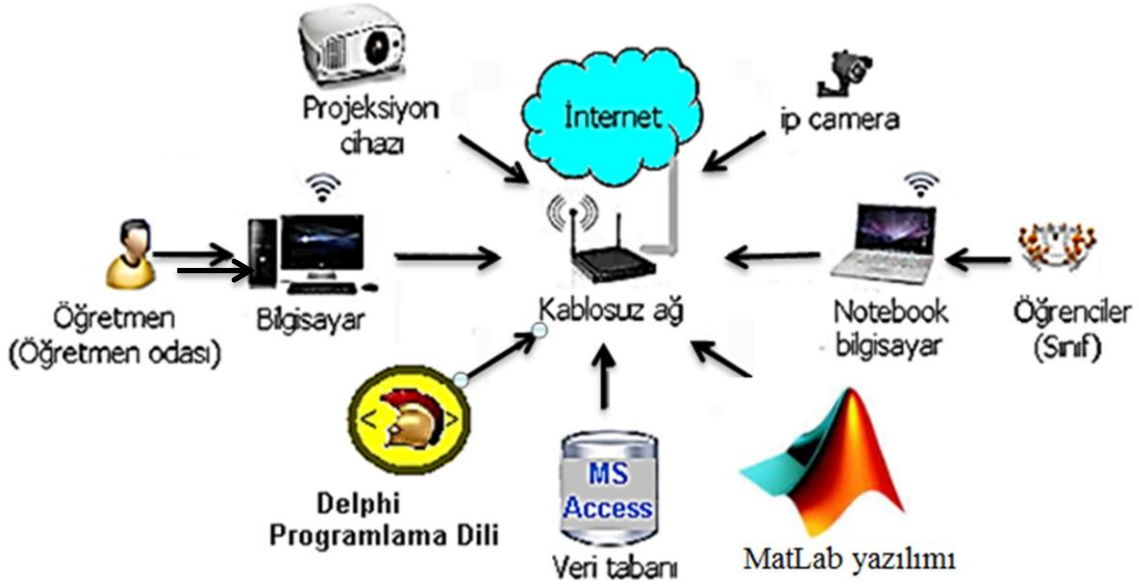 Projeksiyon
cihazı
İnternet
ip camera
Öğretmen
(Öğretmen odası)
Bilgisayar
Kablosuz ağ
Notebook
bilgisayar
Öğrenciler
(Sınıf)
< >
Delphi
Programlama Dili
MS
Access
Veri tabanı
MatLab yazılımı